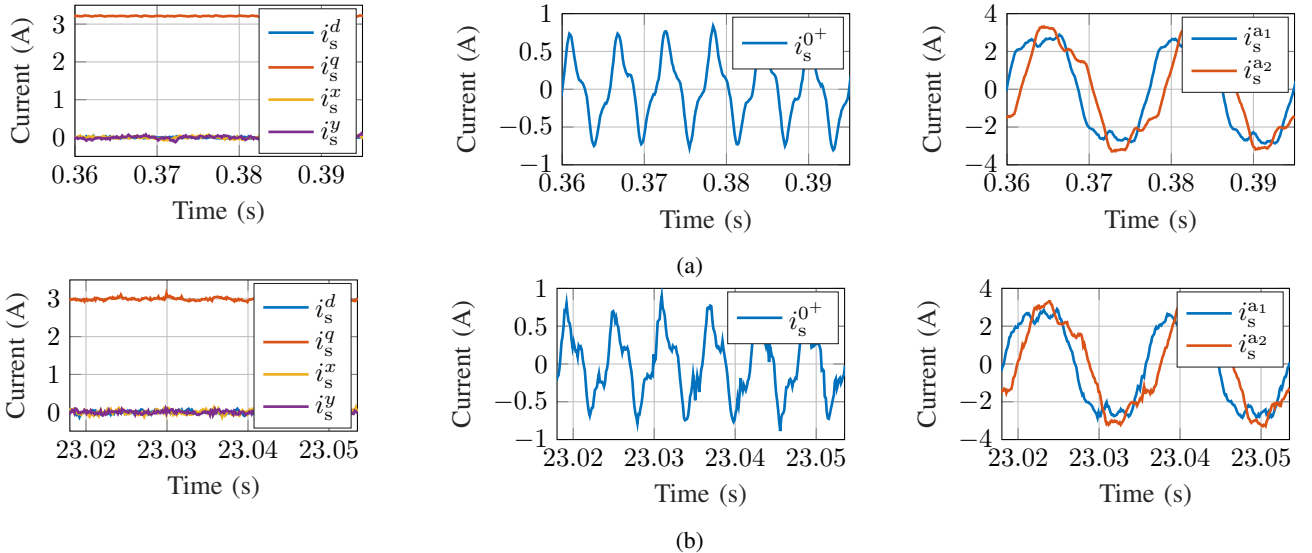 Current (A)
3
2
1
0
i_s^d
i_s^q
i_s^x
i_s^y
0.36 0.37 0.38 0.39
Time (s)
Current (A)
1
0.5
0
−0.5
−1
i_s^{0+}
0.36 0.37 0.38 0.39
Time (s)
Current (A)
4
2
0
−2
−4
i_s^{a_1}
i_s^{a_2}
0.36 0.37 0.38 0.39
Time (s)
(a)
Current (A)
3
2
1
0
i_s^d
i_s^q
i_s^x
i_s^y
23.02 23.03 23.04 23.05
Time (s)
Current (A)
1
0.5
0
−0.5
−1
i_s^{0+}
23.02 23.03 23.04 23.05
Time (s)
Current (A)
4
2
0
−2
−4
i_s^{a_1}
i_s^{a_2}
23.02 23.03 23.04 23.05
Time (s)
(b)